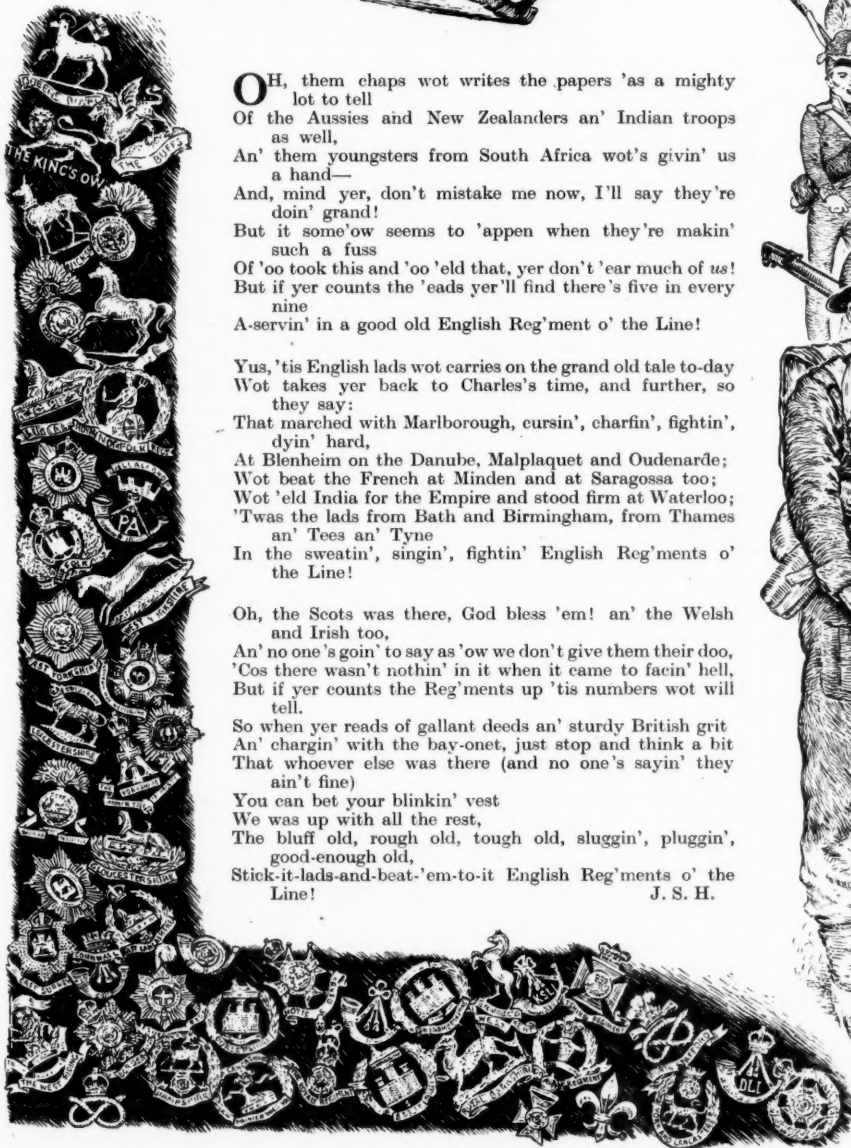 OH, them chaps wot writes the papers 'as a mighty
lot to tell
Of the Aussies and New Zealanders an' Indian troops
as well,
An' them youngsters from South Africa wot's givin' us
a hand—
And, mind yer, don't mistake me now, I'll say they're
doin' grand!
But it some'ow seems to 'appen when they're makin'
such a fuss
Of 'oo took this and 'oo 'eld that, yer don't 'ear much of us!
But if yer counts the 'eads yer'll find there's five in every
nine
A-servin' in a good old English Reg'ment o' the Line!
Yus, 'tis English lads wot carries on the grand old tale to-day
Wot takes yer back to Charles's time, and further, so
they say:
That marched with Marlborough, cursin', charfin', fightin',
dyin' hard,
At Blenheim on the Danube, Malplaquet and Oudenarde;
Wot beat the French at Minden and at Saragossa too;
Wot 'eld India for the Empire and stood firm at Waterloo;
'Twas the lads from Bath and Birmingham, from Thames
an' Tees an' Tyne
In the sweatin', singin', fightin' English Reg'ments o'
the Line!
Oh, the Scots was there, God bless 'em! an' the Welsh
and Irish too,
An' no one's goin' to say as 'ow we don't give them their doo,
'Cos there wasn't nothin' in it when it came to facin' hell,
But if yer counts the Reg'ments up 'tis numbers wot will
tell.
So when yer reads of gallant deeds an' sturdy British grit
An' chargin' with the bay-onet, just stop and think a bit
That whoever else was there (and no one's sayin' they
ain't fine)
You can bet your blinkin' vest
We was up with all the rest,
The bluff old, rough old, tough old, sluggin', pluggin',
good-enough old,
Stick-it-lads-and-beat-'em-to-it English Reg'ments o' the
Line! J. S. H.
THE BUFFS
THE KING'S OWN
PA
WEST YORKSHIRE
EAST YORKSHIRE
LEICESTERSHIRE
GLOUCESTERSHIRE
HAMPSHIRE
ESSEX
DLI